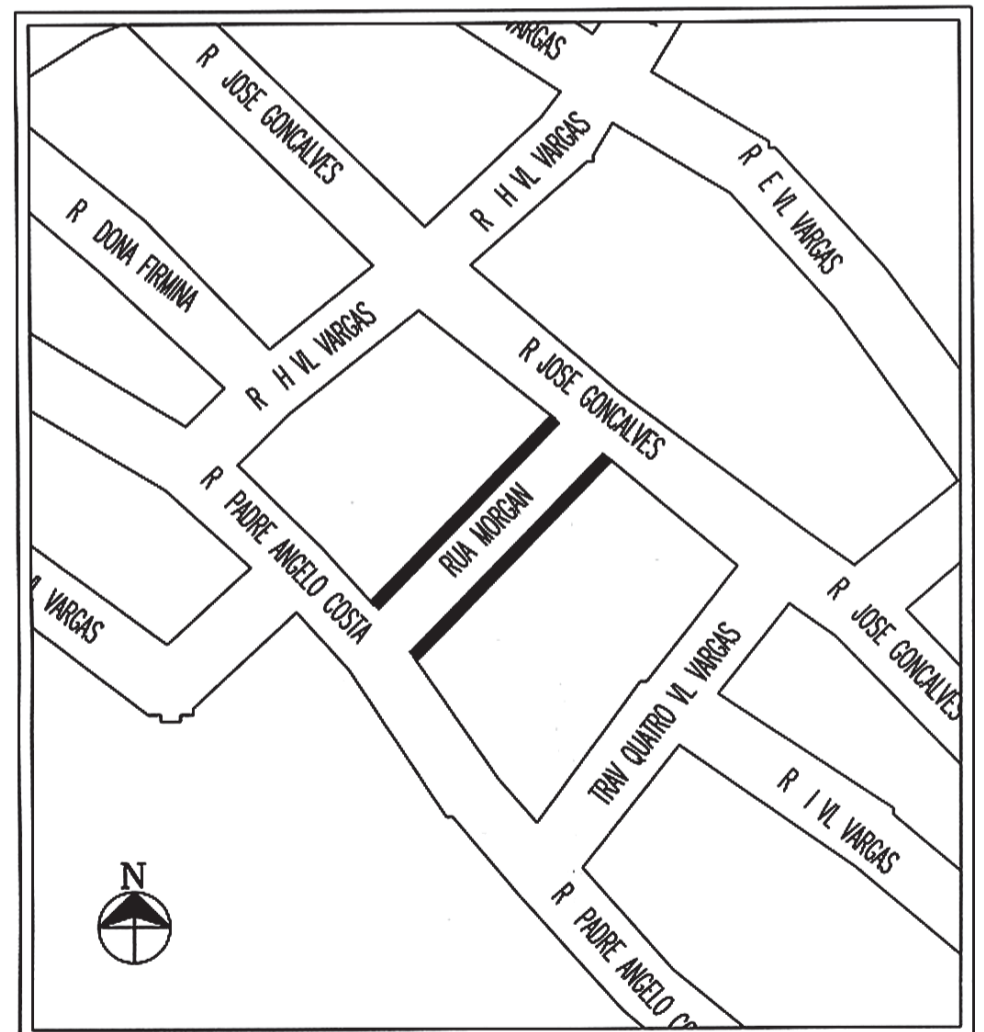 VARGAS
R JOSE GONCALVES
R H VL VARGAS
R E VL VARGAS
R DONA FIRMINA
R H VL VARGAS
R JOSE GONCALVES
R PADRE ANGELO COSTA
RUA MORGAN
VL VARGAS
R JOSE GONCALVES
TRAV QUATRO VL VARGAS
R I VL VARGAS
N
R PADRE ANGELO CO